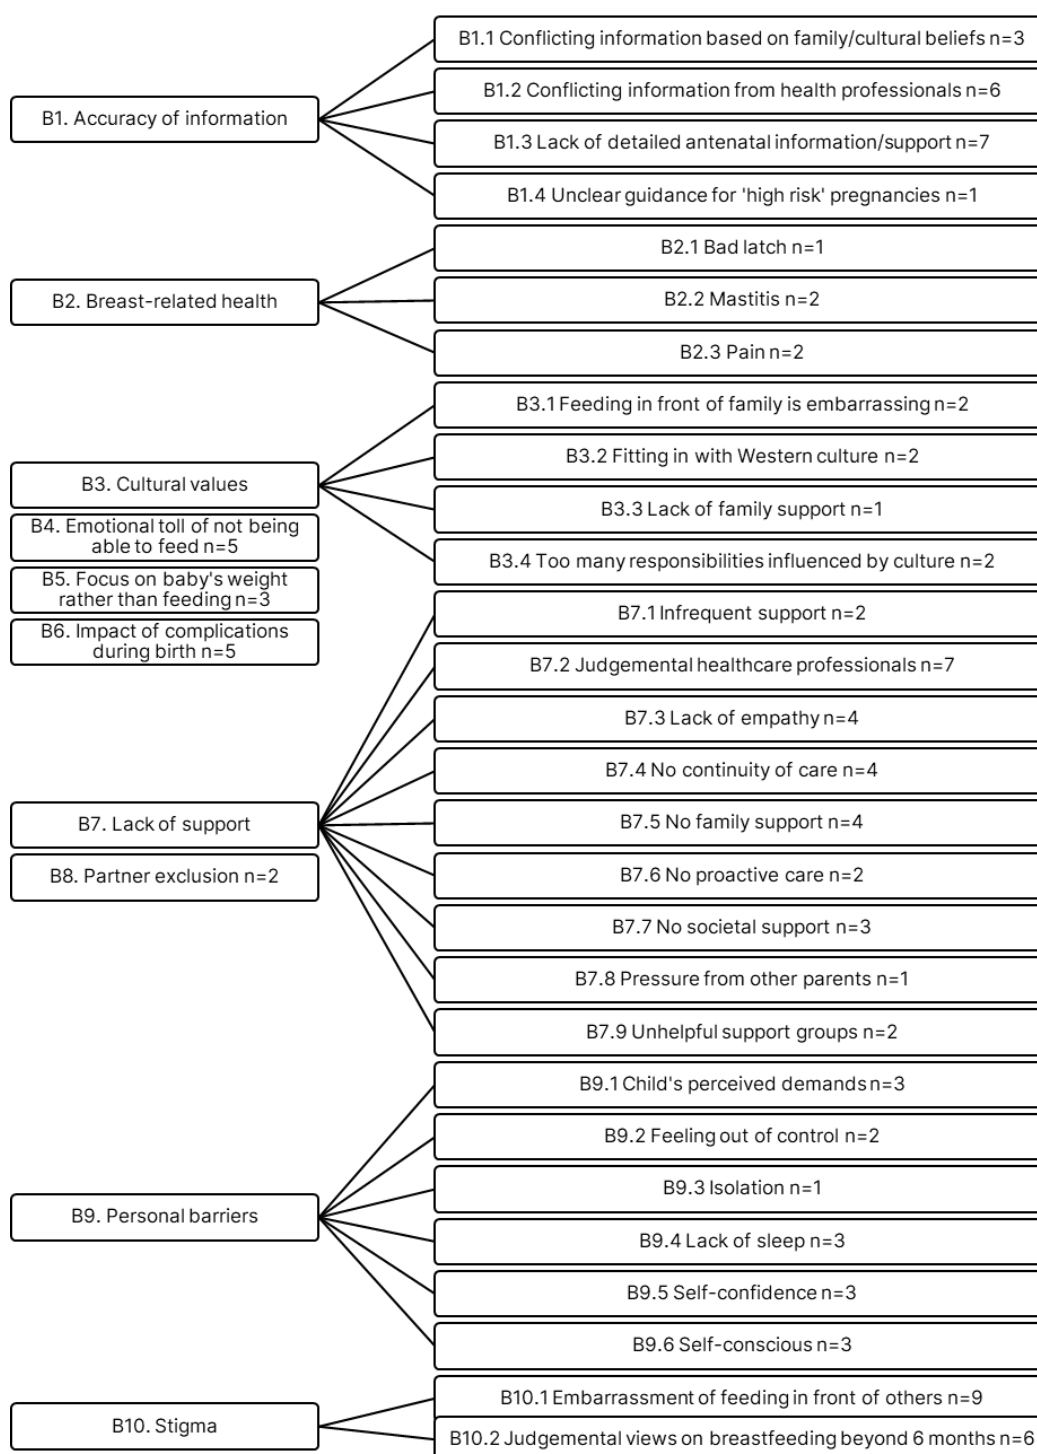 B1. Accuracy of information
B1.1 Conflicting information based on family/cultural beliefs n=3
B1.2 Conflicting information from health professionals n=6
B1.3 Lack of detailed antenatal information/support n=7
B1.4 Unclear guidance for 'high risk' pregnancies n=1
B2. Breast-related health
B2.1 Bad latch n=1
B2.2 Mastitis n=2
B2.3 Pain n=2
B3. Cultural values
B3.1 Feeding in front of family is embarrassing n=2
B3.2 Fitting in with Western culture n=2
B3.3 Lack of family support n=1
B3.4 Too many responsibilities influenced by culture n=2
B4. Emotional toll of not being
able to feed n=5
B5. Focus on baby's weight
rather than feeding n=3
B6. Impact of complications
during birth n=5
B7. Lack of support
B7.1 Infrequent support n=2
B7.2 Judgemental healthcare professionals n=7
B7.3 Lack of empathy n=4
B7.4 No continuity of care n=4
B7.5 No family support n=4
B7.6 No proactive care n=2
B7.7 No societal support n=3
B7.8 Pressure from other parents n=1
B7.9 Unhelpful support groups n=2
B8. Partner exclusion n=2
B9. Personal barriers
B9.1 Child's perceived demands n=3
B9.2 Feeling out of control n=2
B9.3 Isolation n=1
B9.4 Lack of sleep n=3
B9.5 Self-confidence n=3
B9.6 Self-conscious n=3
B10. Stigma
B10.1 Embarrassment of feeding in front of others n=9
B10.2 Judgemental views on breastfeeding beyond 6 months n=6